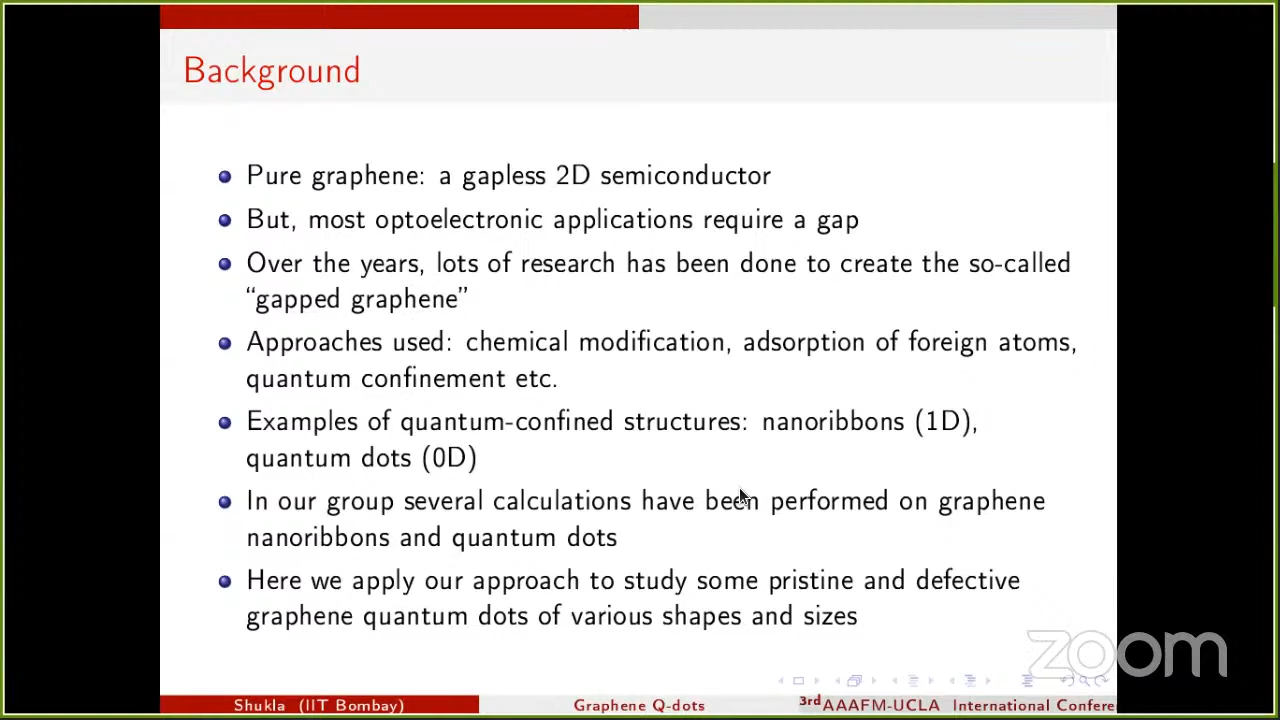 Background
Pure graphene: a gapless 2D semiconductor
But, most optoelectronic applications require a gap
Over the years, lots of research has been done to create the so-called
“gapped graphene”
Approaches used: chemical modification, adsorption of foreign atoms,
quantum confinement etc.
Examples of quantum-confined structures: nanoribbons (1D),
quantum dots (0D)
In our group several calculations have been performed on graphene
nanoribbons and quantum dots
Here we apply our approach to study some pristine and defective
graphene quantum dots of various shapes and sizes
zoom
Shukla (IIT Bombay)
Graphene Q-dots
3rd AAAFM-UCLA International Confere